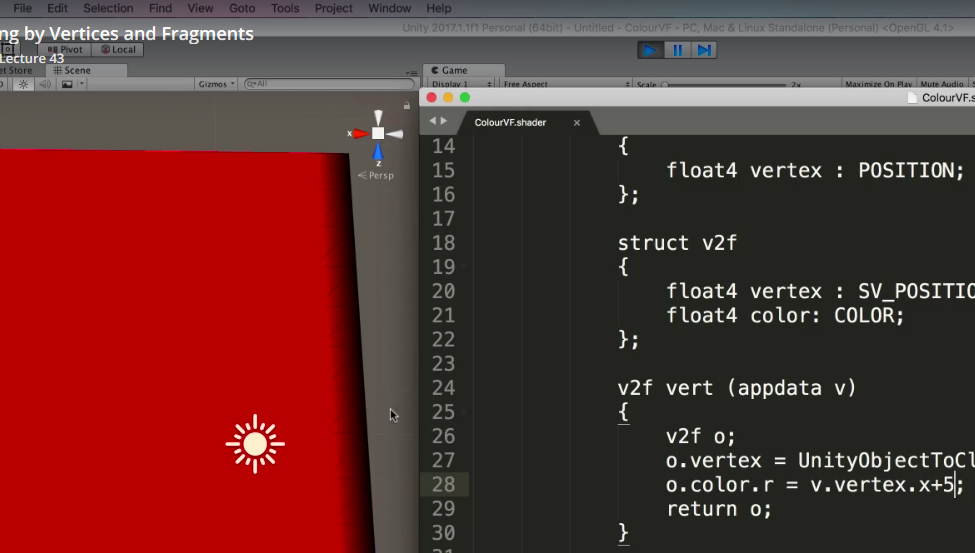 File Edit Selection Find View Goto Tools Project Window Help
Unity 2017.1.1f1 Personal (64bit) - Untitled - ColourVF - PC, Mac & Linux Standalone (Personal) <OpenGL 4.1>
ng by Vertices and Fragments
Pivot Local
Lecture 43
et Store Scene Game
Gizmos All Display 1 Free Aspect Scale 2x Maximize On Play Mute Audio
ColourVF.s
ColourVF.shader
x
z
Persp
14 {
15 float4 vertex : POSITION;
16 };
17
18 struct v2f
19 {
20 float4 vertex : SV_POSITIO
21 float4 color: COLOR;
22 };
23
24 v2f vert (appdata v)
25 {
26 v2f o;
27 o.vertex = UnityObjectToCl
28 o.color.r = v.vertex.x+5;
29 return o;
30 }